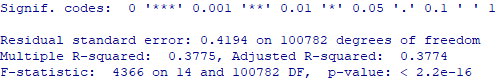 Signif. codes:  0 '***' 0.001 '**' 0.01 '*' 0.05 '.' 0.1 ' ' 1
Residual standard error: 0.4194 on 100782 degrees of freedom
Multiple R-squared:  0.3775, Adjusted R-squared:  0.3774
F-statistic:  4366 on 14 and 100782 DF,  p-value: < 2.2e-16